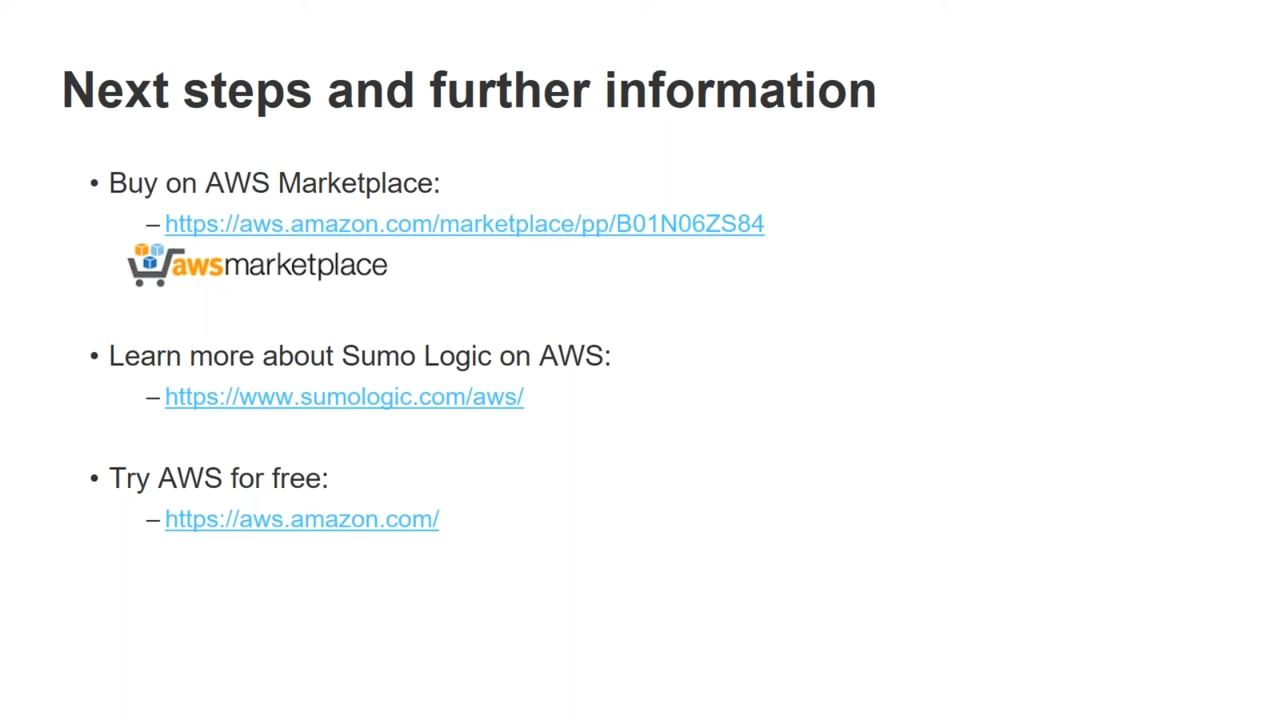 Next steps and further information
• Buy on AWS Marketplace:
– https://aws.amazon.com/marketplace/pp/B01N06ZS84
awsmarketplace
• Learn more about Sumo Logic on AWS:
– https://www.sumologic.com/aws/
• Try AWS for free:
– https://aws.amazon.com/